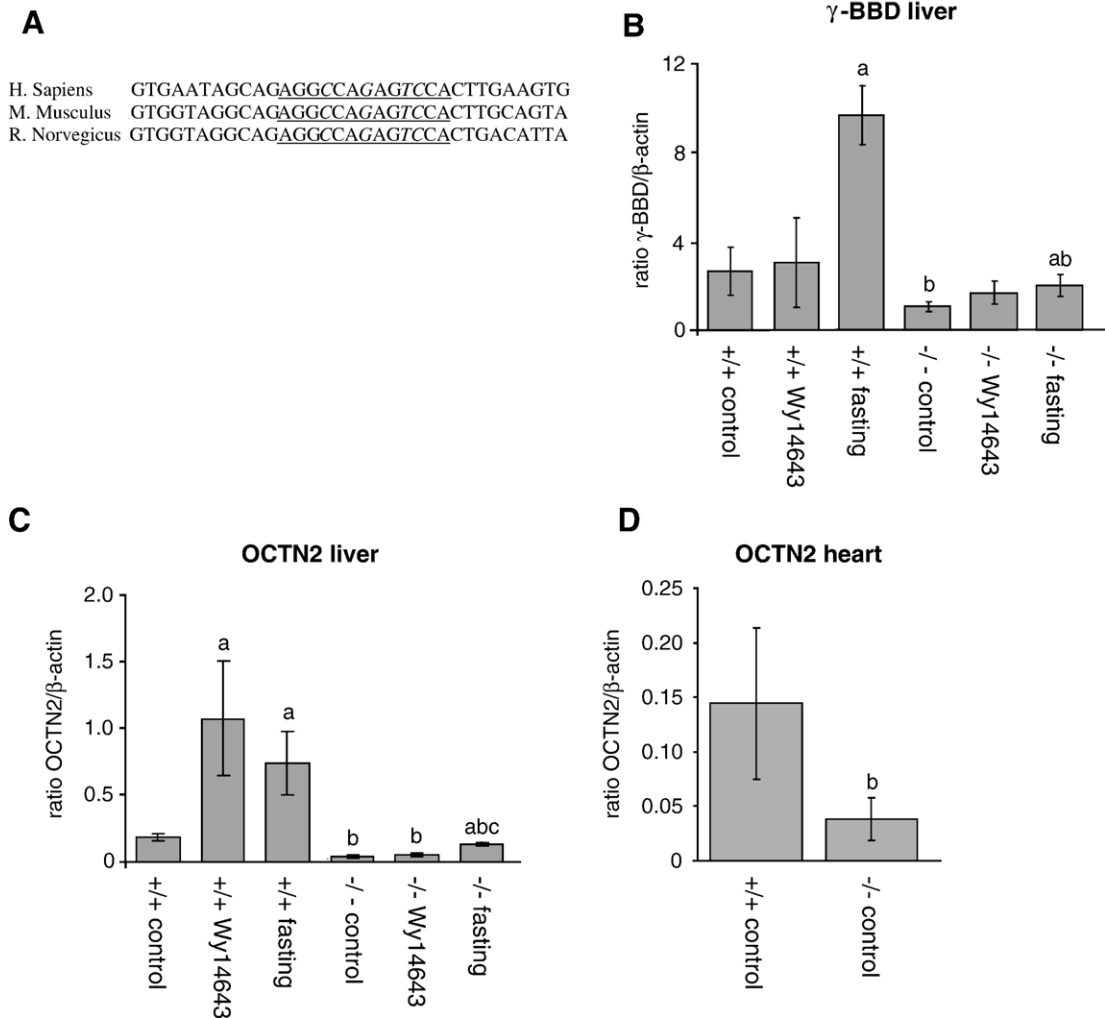 A
H. Sapiens GTGAATAGCAGAGGCCAGAGTCCACTTGAAGTG
M. Musculus GTGGTAGGCAGAGGCCAGAGTCCACTTGCAGTA
R. Norvegicus GTGGTAGGCAGAGGCCAGAGTCCACTGACATTA
B
γ-BBD liver
ratio γ-BBD/β-actin
12
8
4
0
a
b
ab
+/+ control
+/+ Wy14643
+/+ fasting
-/- control
-/- Wy14643
-/- fasting
C
OCTN2 liver
ratio OCTN2/β-actin
2.0
1.5
1.0
0.5
0
a
a
b
b
abc
+/+ control
+/+ Wy14643
+/+ fasting
-/- control
-/- Wy14643
-/- fasting
D
OCTN2 heart
ratio OCTN2/β-actin
0.25
0.20
0.15
0.10
0.05
0
b
+/+ control
-/- control